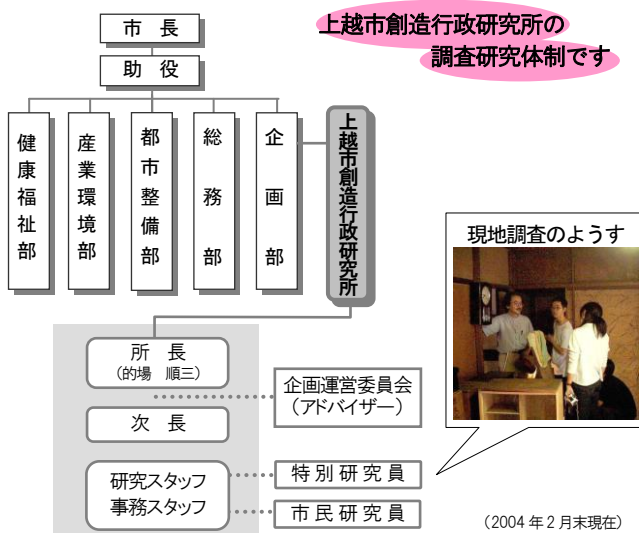 上越市創造行政研究所の
調査研究体制です
市 長
助 役
健康福祉部
産業環境部
都市整備部
総務部
企画部
上越市創造行政研究所
現地調査のようす
所 長
(的場 順三)
企画運営委員会
(アドバイザー)
次 長
研究スタッフ
事務スタッフ
特別研究員
市民研究員
(2004年2月末現在)